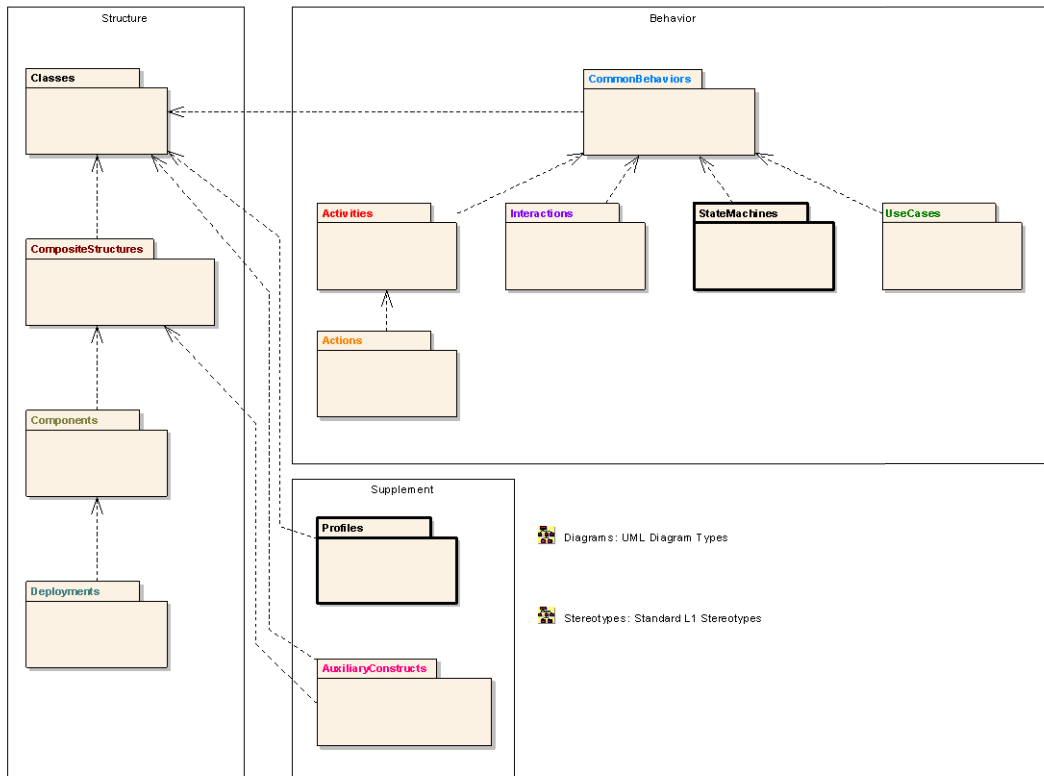 Structure
Classes
CompositeStructures
Components
Deployments
Behavior
CommonBehaviors
Activities
Interactions
StateMachines
UseCases
Actions
Supplement
Profiles
AuxiliaryConstructs
Diagrams: UML Diagram Types
Stereotypes: Standard L1 Stereotypes